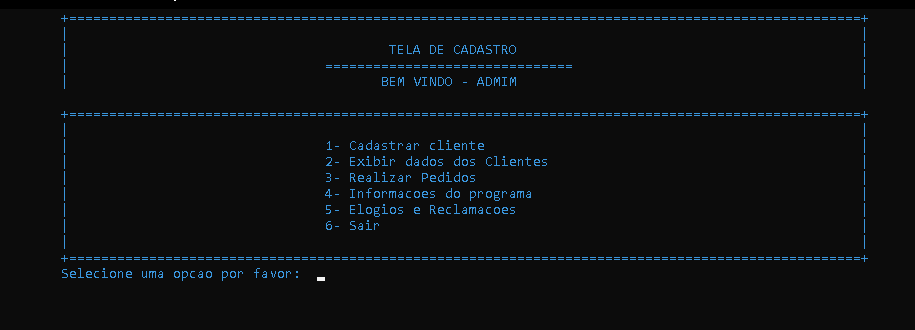 TELA DE CADASTRO
===============================
BEM VINDO - ADMIM
1- Cadastrar cliente
2- Exibir dados dos Clientes
3- Realizar Pedidos
4- Informacoes do programa
5- Elogios e Reclamacoes
6- Sair
Selecione uma opcao por favor: